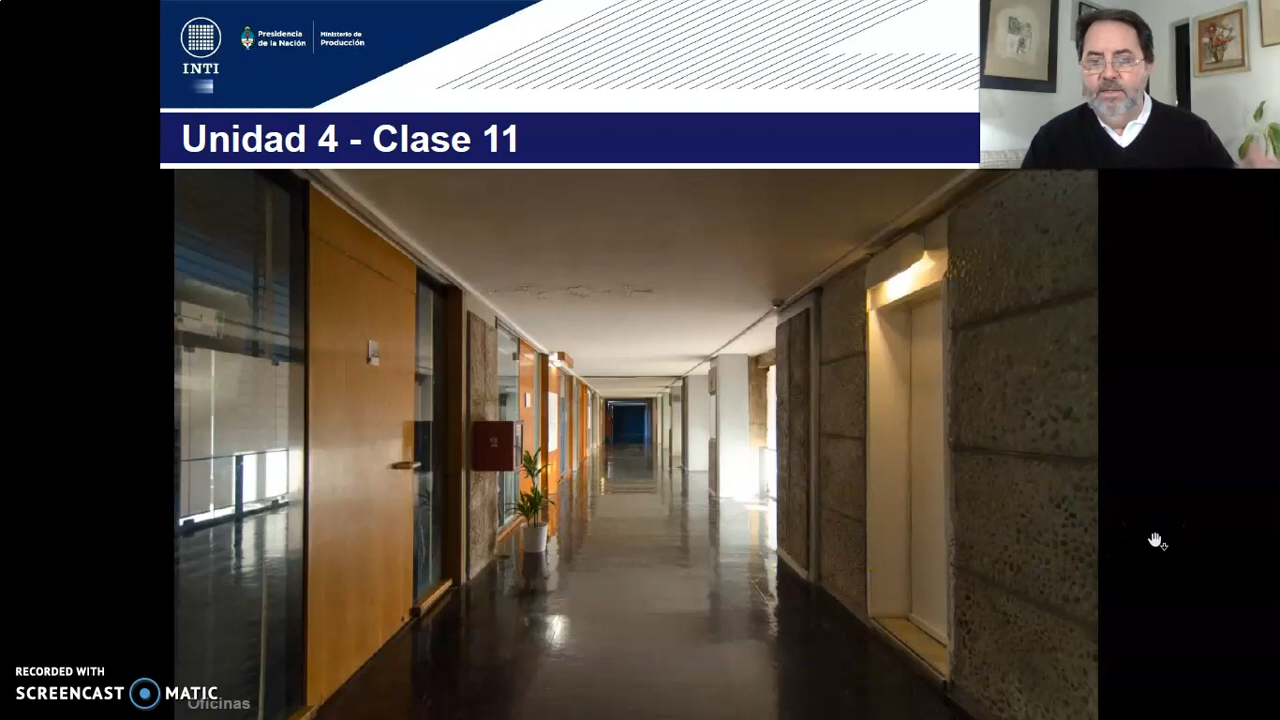 INTI
Presidencia
de la Nación
Ministerio de
Producción
Unidad 4 - Clase 11
RECORDED WITH
SCREENCAST MATIC
Oficinas